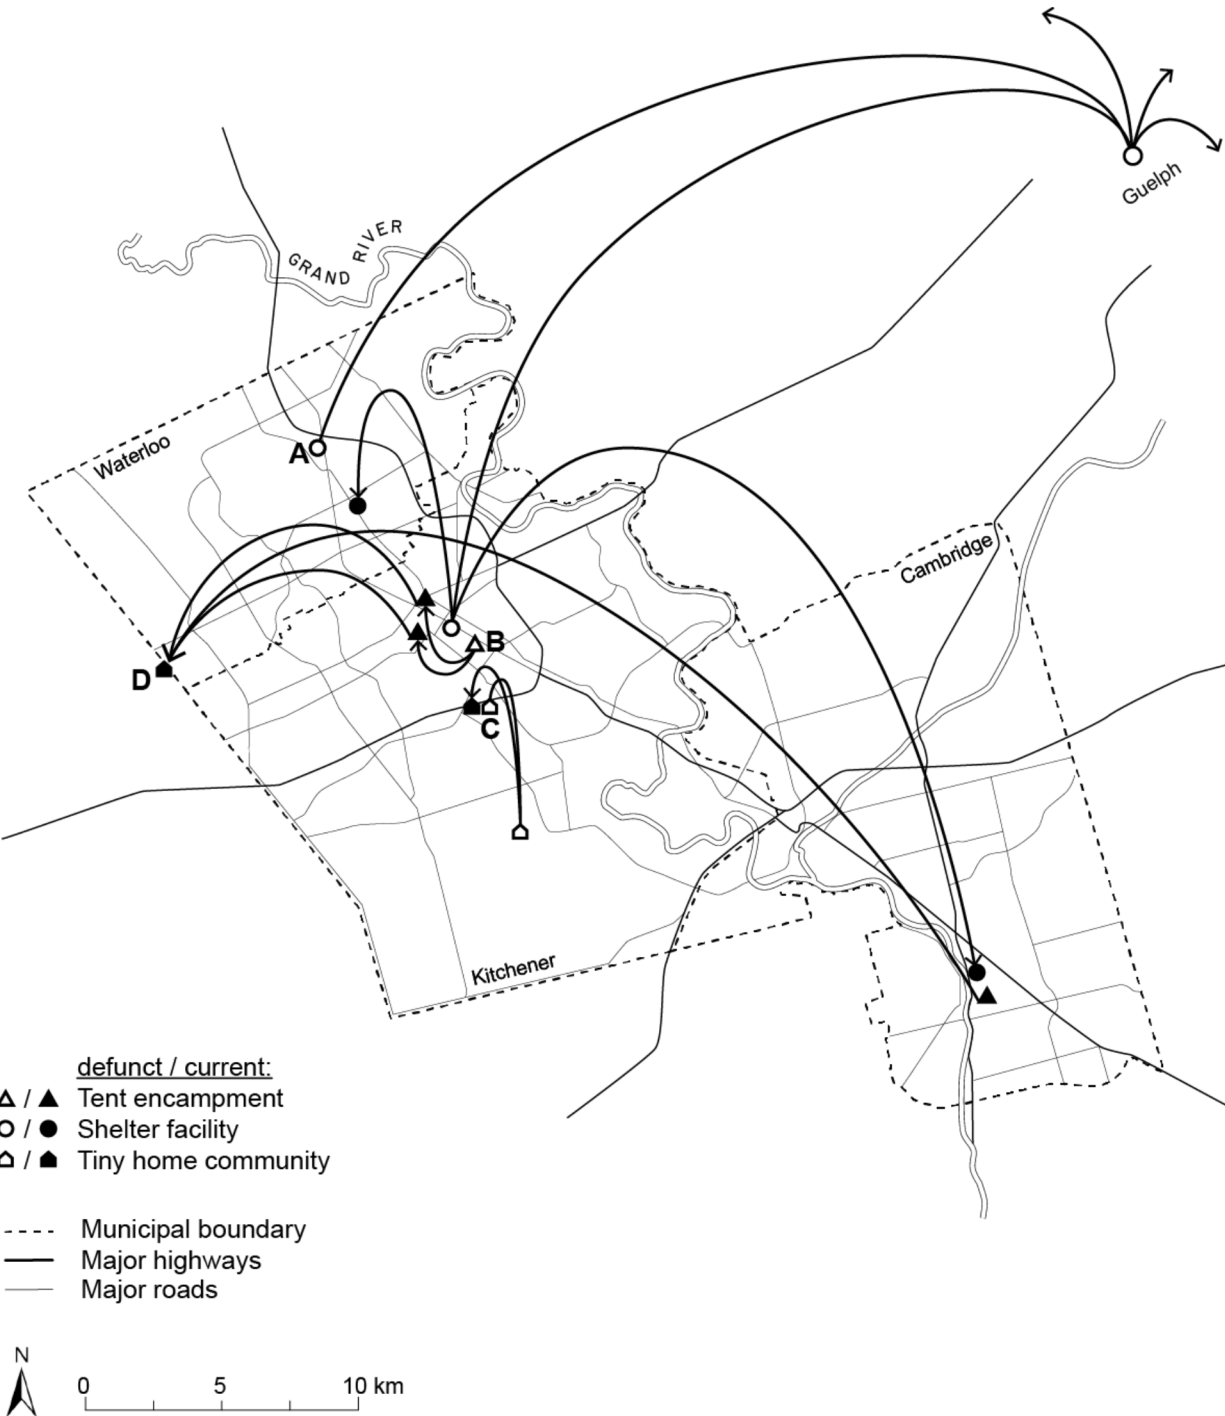 Guelph
GRAND RIVER
Waterloo
A
Cambridge
B
D
C
Kitchener
defunct / current:
/ Tent encampment
/ Shelter facility
/ Tiny home community
Municipal boundary
Major highways
Major roads
N
0 5 10 km